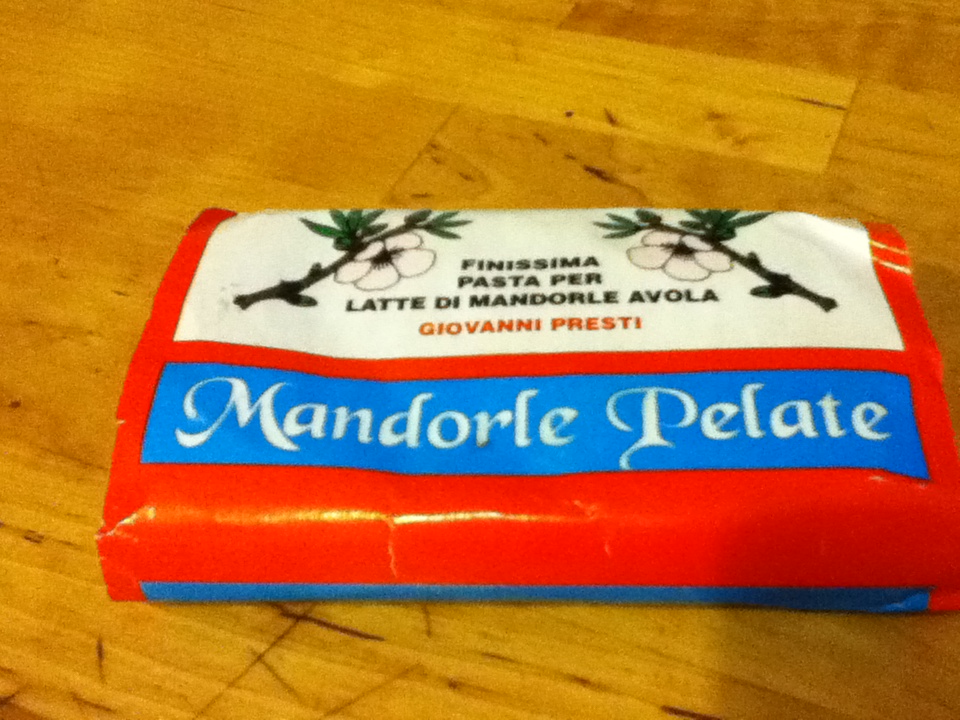 FINISSIMA
PASTA PER
LATTE DI MANDORLE AVOLA
GIOVANNI PRESTI
Mandorle Pelate